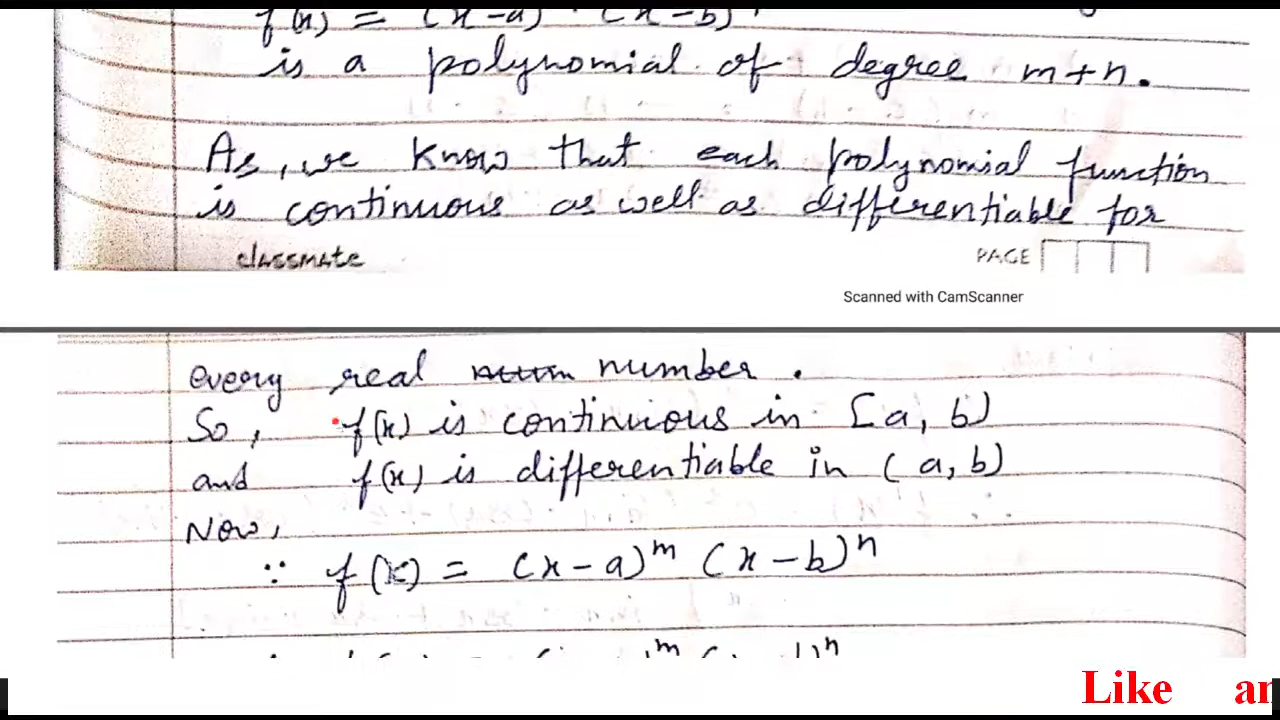 f(x) = (x-a) . (x-b)
is a polynomial of degree m+n.
As, we know that each polynomial function
is continuous as well as differentiable for
classmate
PAGE
Scanned with CamScanner
every real number.
So, f(x) is continuous in [a, b]
and f(x) is differentiable in (a, b)
Now,
∵ f(x) = (x-a)^m (x-b)^n
Like an